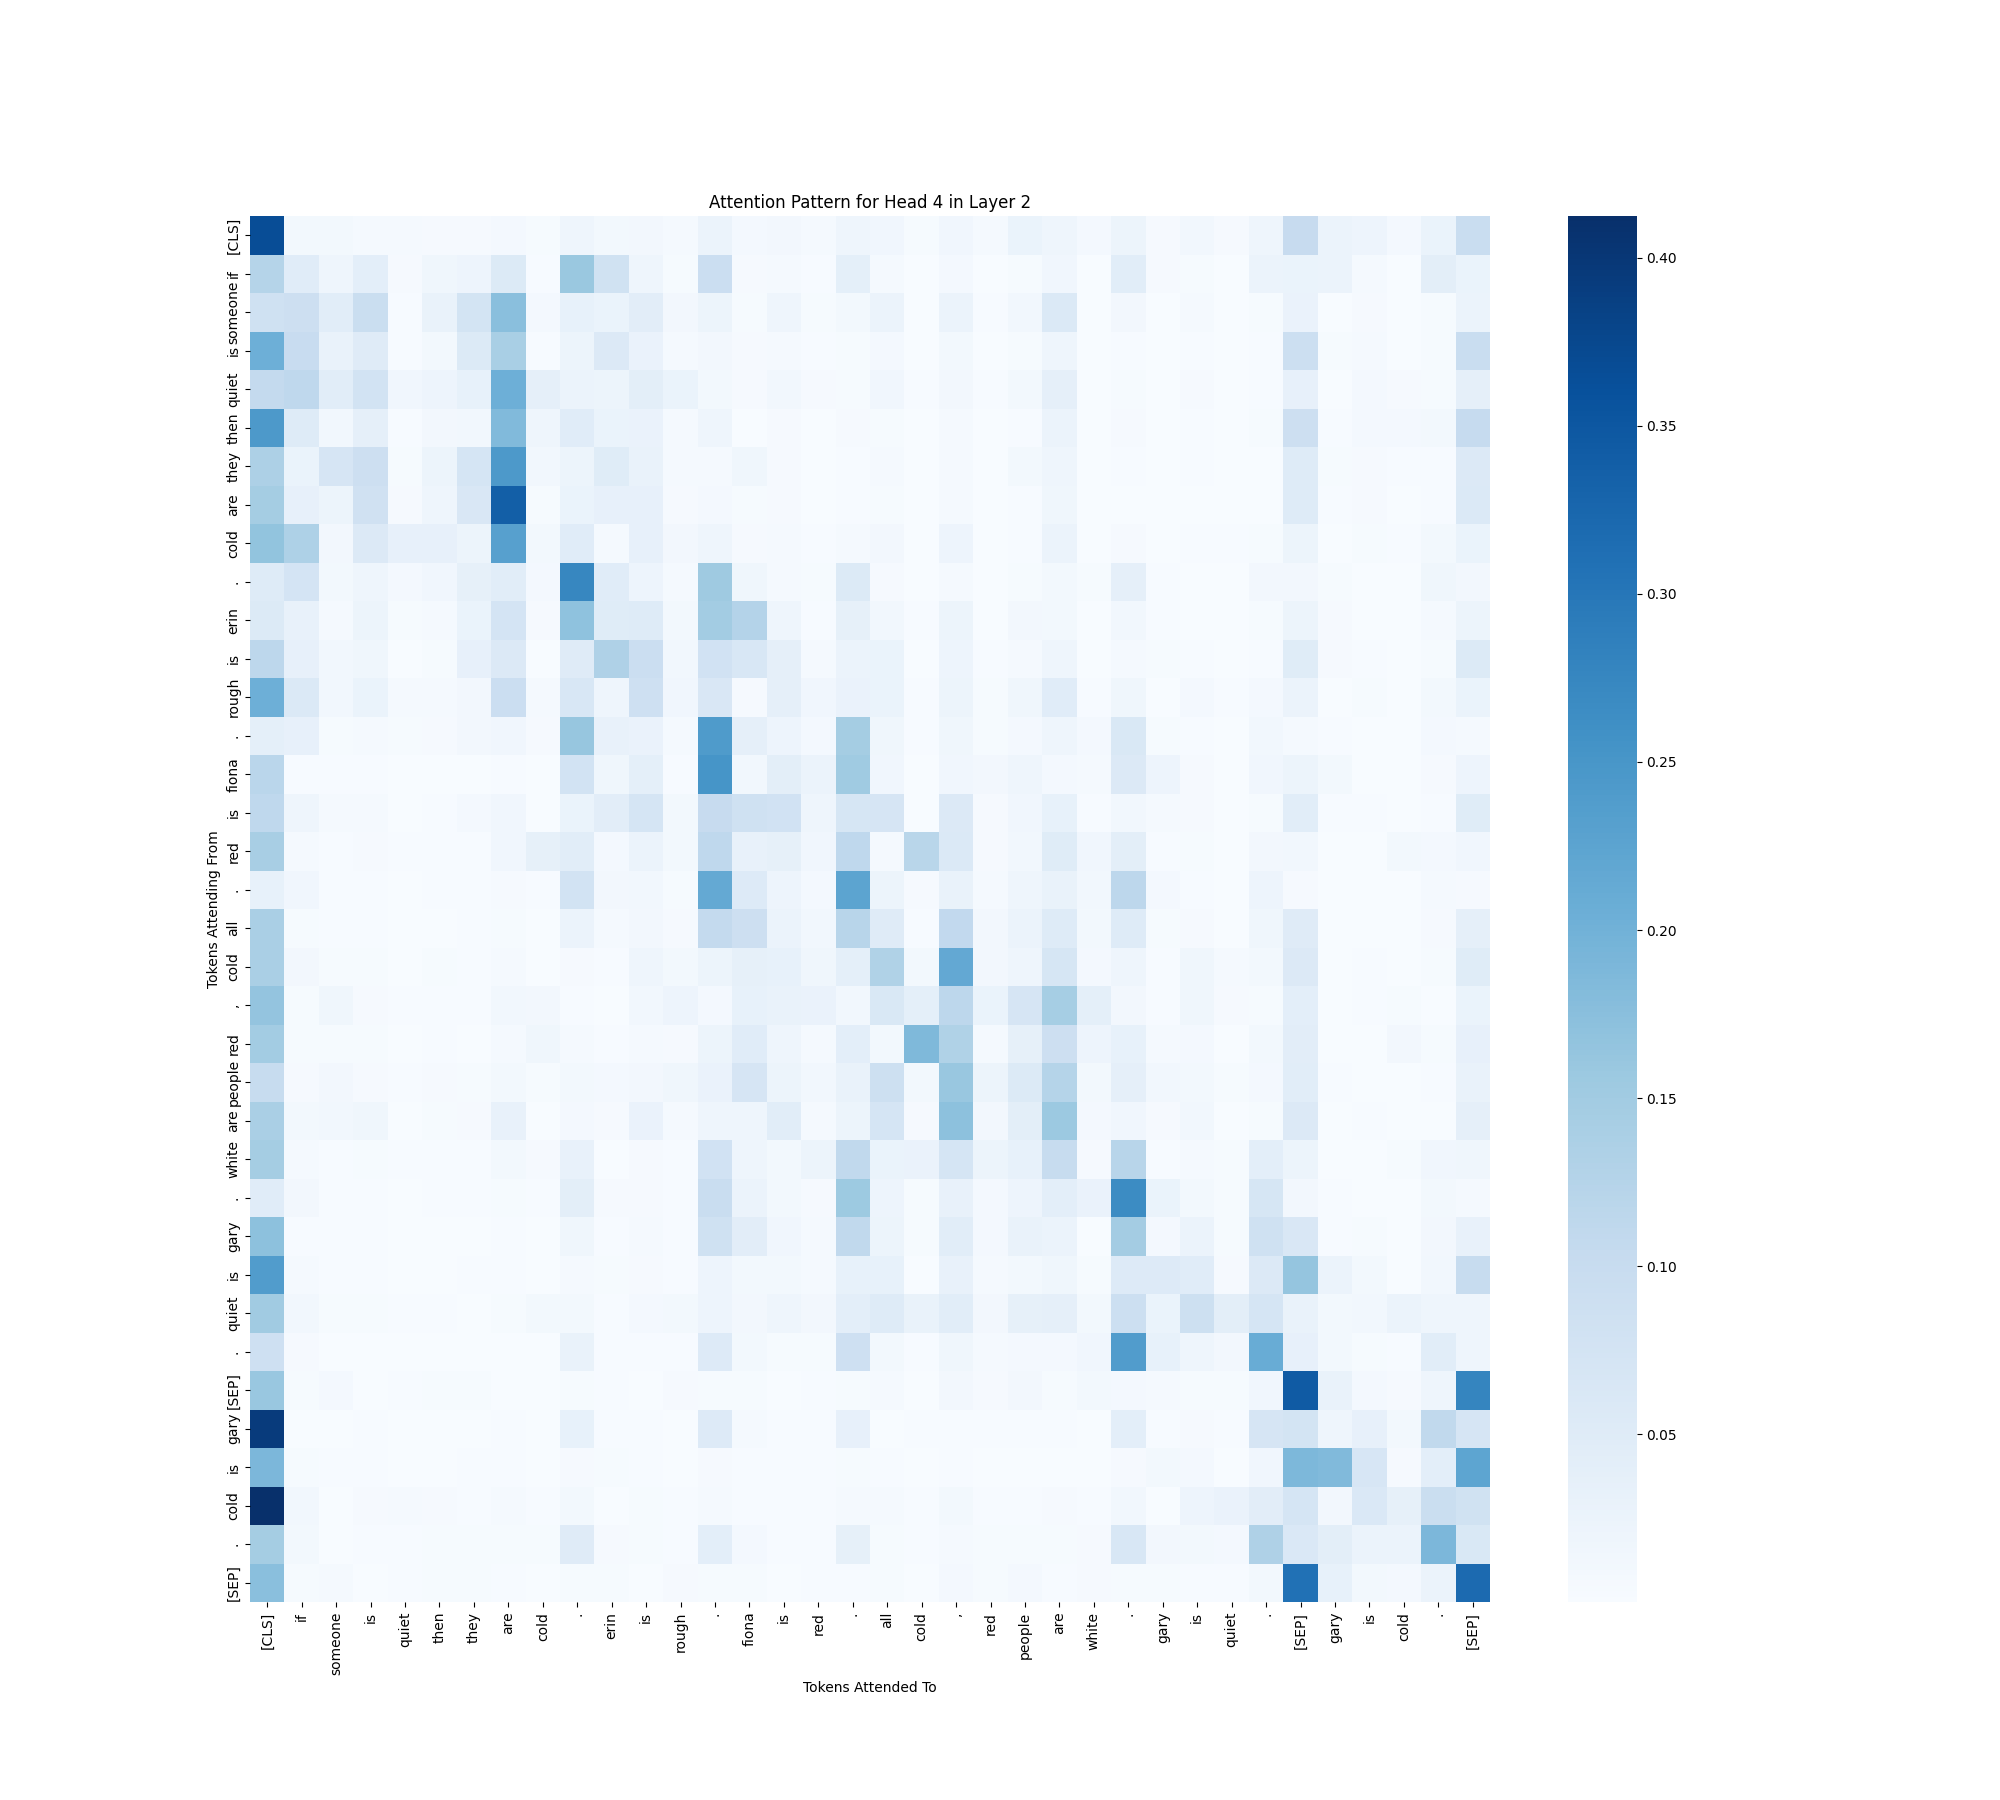 Attention Pattern for Head 4 in Layer 2
Tokens Attending From
[CLS]
if
someone
is
quiet
then
they
are
cold
.
erin
is
rough
.
fiona
is
red
.
all
cold
,
red
people
are
white
.
gary
is
quiet
.
[SEP]
gary
is
cold
.
[SEP]
[CLS] if someone is quiet then they are cold . erin is rough . fiona is red . all cold , red people are white . gary is quiet . [SEP] gary is cold . [SEP]
Tokens Attended To
0.40
0.35
0.30
0.25
0.20
0.15
0.10
0.05